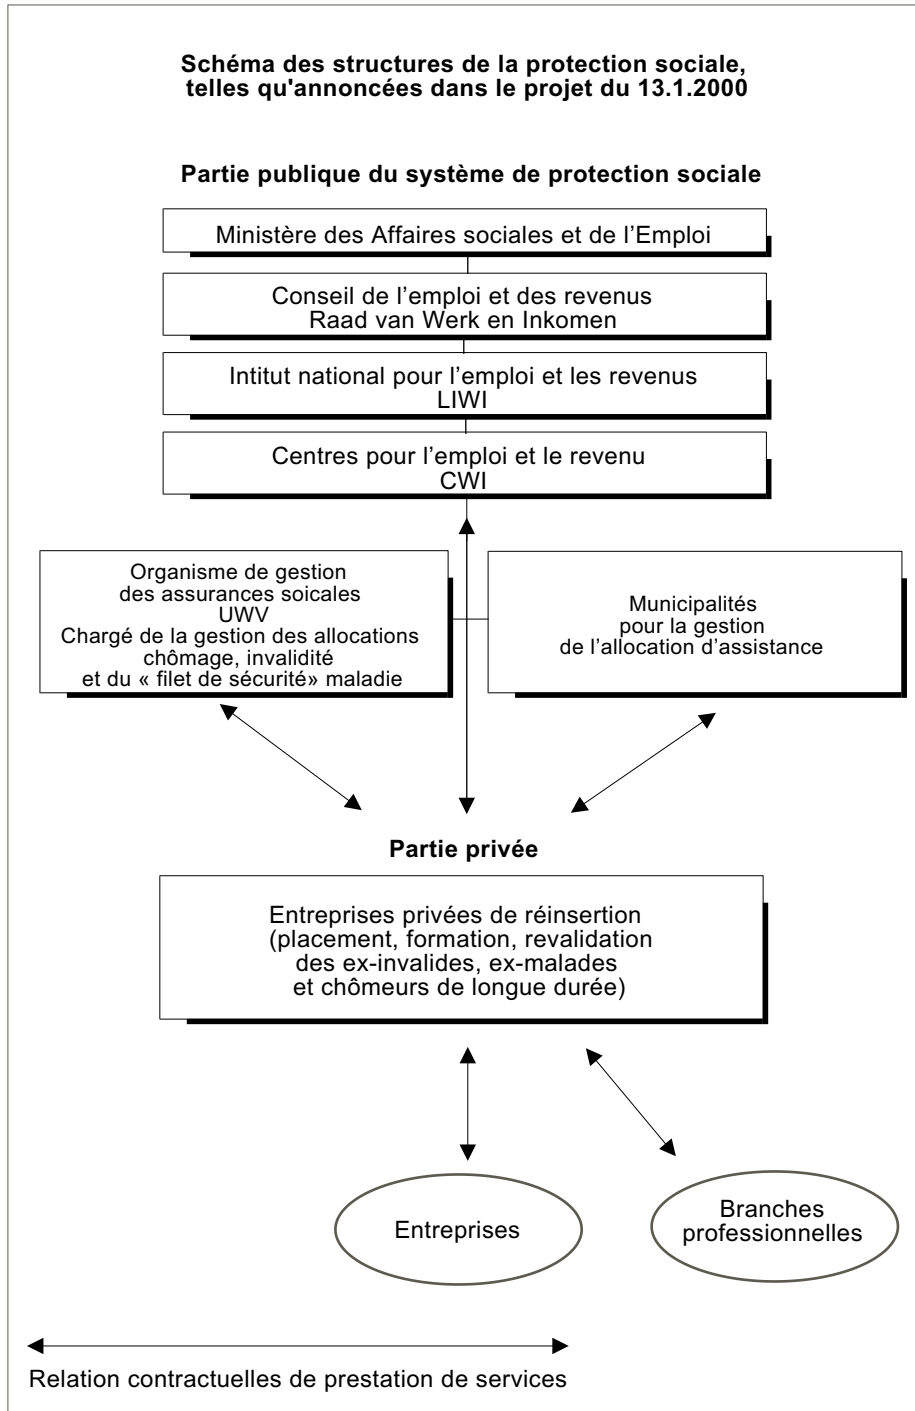 Schéma des structures de la protection sociale,
telles qu'annoncées dans le projet du 13.1.2000
Partie publique du système de protection sociale
Ministère des Affaires sociales et de l’Emploi
Conseil de l’emploi et des revenus
Raad van Werk en Inkomen
Intitut national pour l’emploi et les revenus
LIWI
Centres pour l’emploi et le revenu
CWI
Organisme de gestion
des assurances soicales
UWV
Chargé de la gestion des allocations
chômage, invalidité
et du « filet de sécurité» maladie
Municipalités
pour la gestion
de l’allocation d’assistance
Partie privée
Entreprises privées de réinsertion
(placement, formation, revalidation
des ex-invalides, ex-malades
et chômeurs de longue durée)
Entreprises
Branches
professionnelles
Relation contractuelles de prestation de services